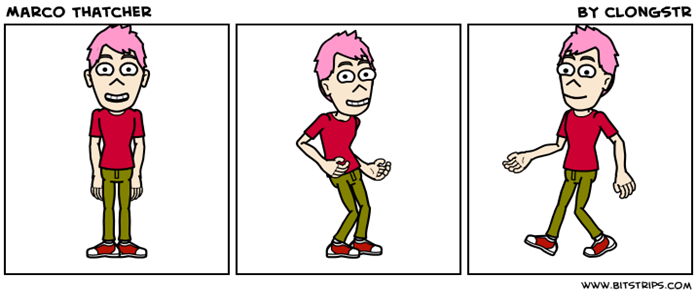 MARCO THATCHER
BY CLONGSTR
WWW.BITSTRIPS.COM